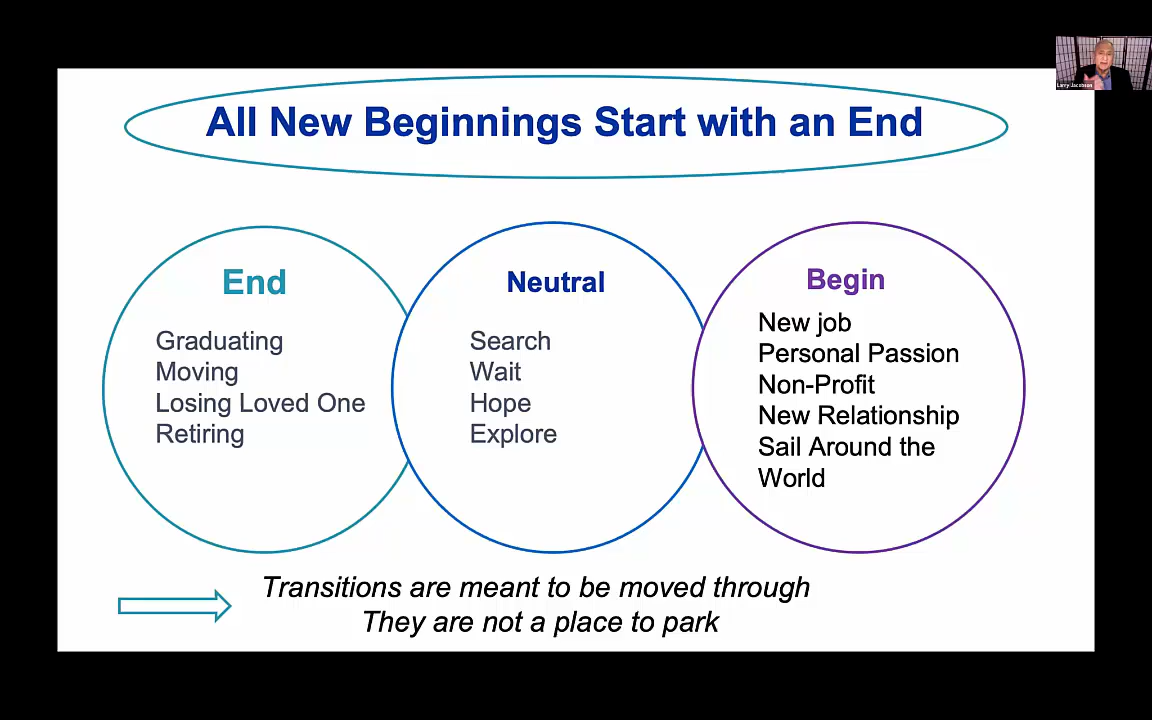 All New Beginnings Start with an End
End
Graduating
Moving
Losing Loved One
Retiring
Neutral
Search
Wait
Hope
Explore
Begin
New job
Personal Passion
Non-Profit
New Relationship
Sail Around the
World
Transitions are meant to be moved through
They are not a place to park
Larry Jacobson